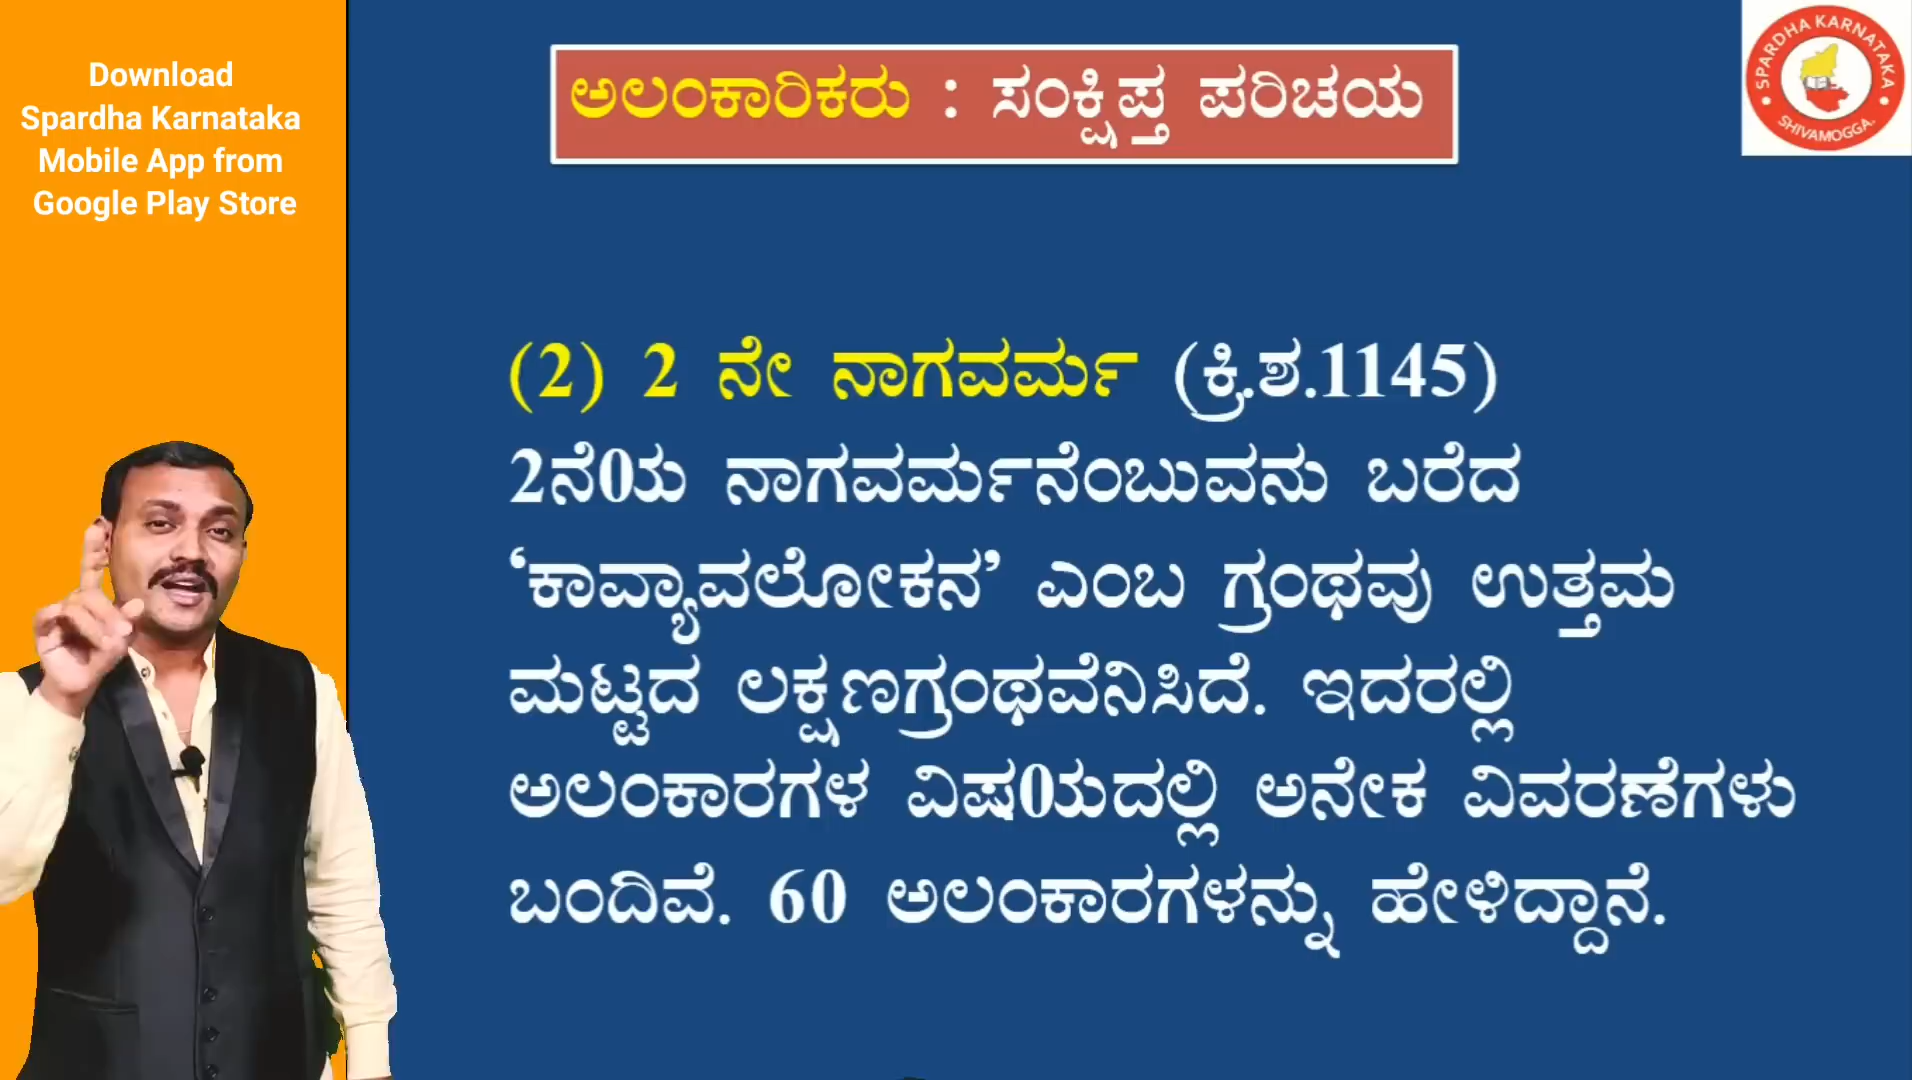 Download
Spardha Karnataka
Mobile App from
Google Play Store
ಅಲಂಕಾರಿಕರು : ಸಂಕ್ಷಿಪ್ತ ಪರಿಚಯ
SPARDHA KARNATAKA
SHIVAMOGGA.
(2) 2 ನೇ ನಾಗವರ್ಮ (ಕ್ರಿ.ಶ.1145)
2ನೆ0ಯ ನಾಗವರ್ಮನೆಂಬುವನು ಬರೆದ
‘ಕಾವ್ಯಾವಲೋಕನ’ ಎಂಬ ಗ್ರಂಥವು ಉತ್ತಮ
ಮಟ್ಟದ ಲಕ್ಷಣಗ್ರಂಥವೆನಿಸಿದೆ. ಇದರಲ್ಲಿ
ಅಲಂಕಾರಗಳ ವಿಷ0ಯದಲ್ಲಿ ಅನೇಕ ವಿವರಣೆಗಳು
ಬಂದಿವೆ. 60 ಅಲಂಕಾರಗಳನ್ನು ಹೇಳಿದ್ದಾನೆ.